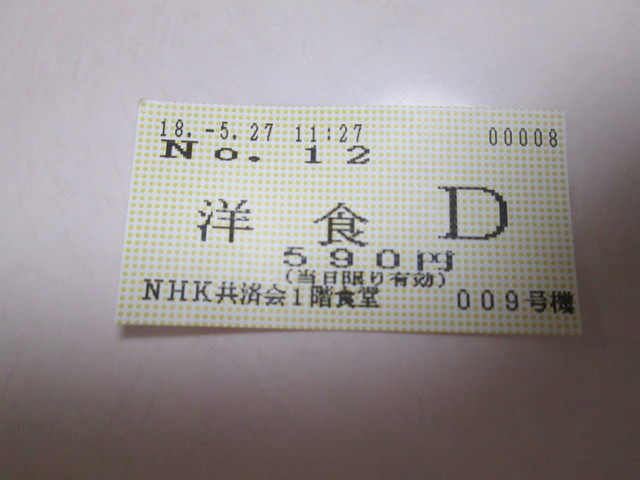 18.-5.27 11:27 00008
No. 12
洋食 D
590円
(当日限り有効)
NHK共済会1階食堂 009号機